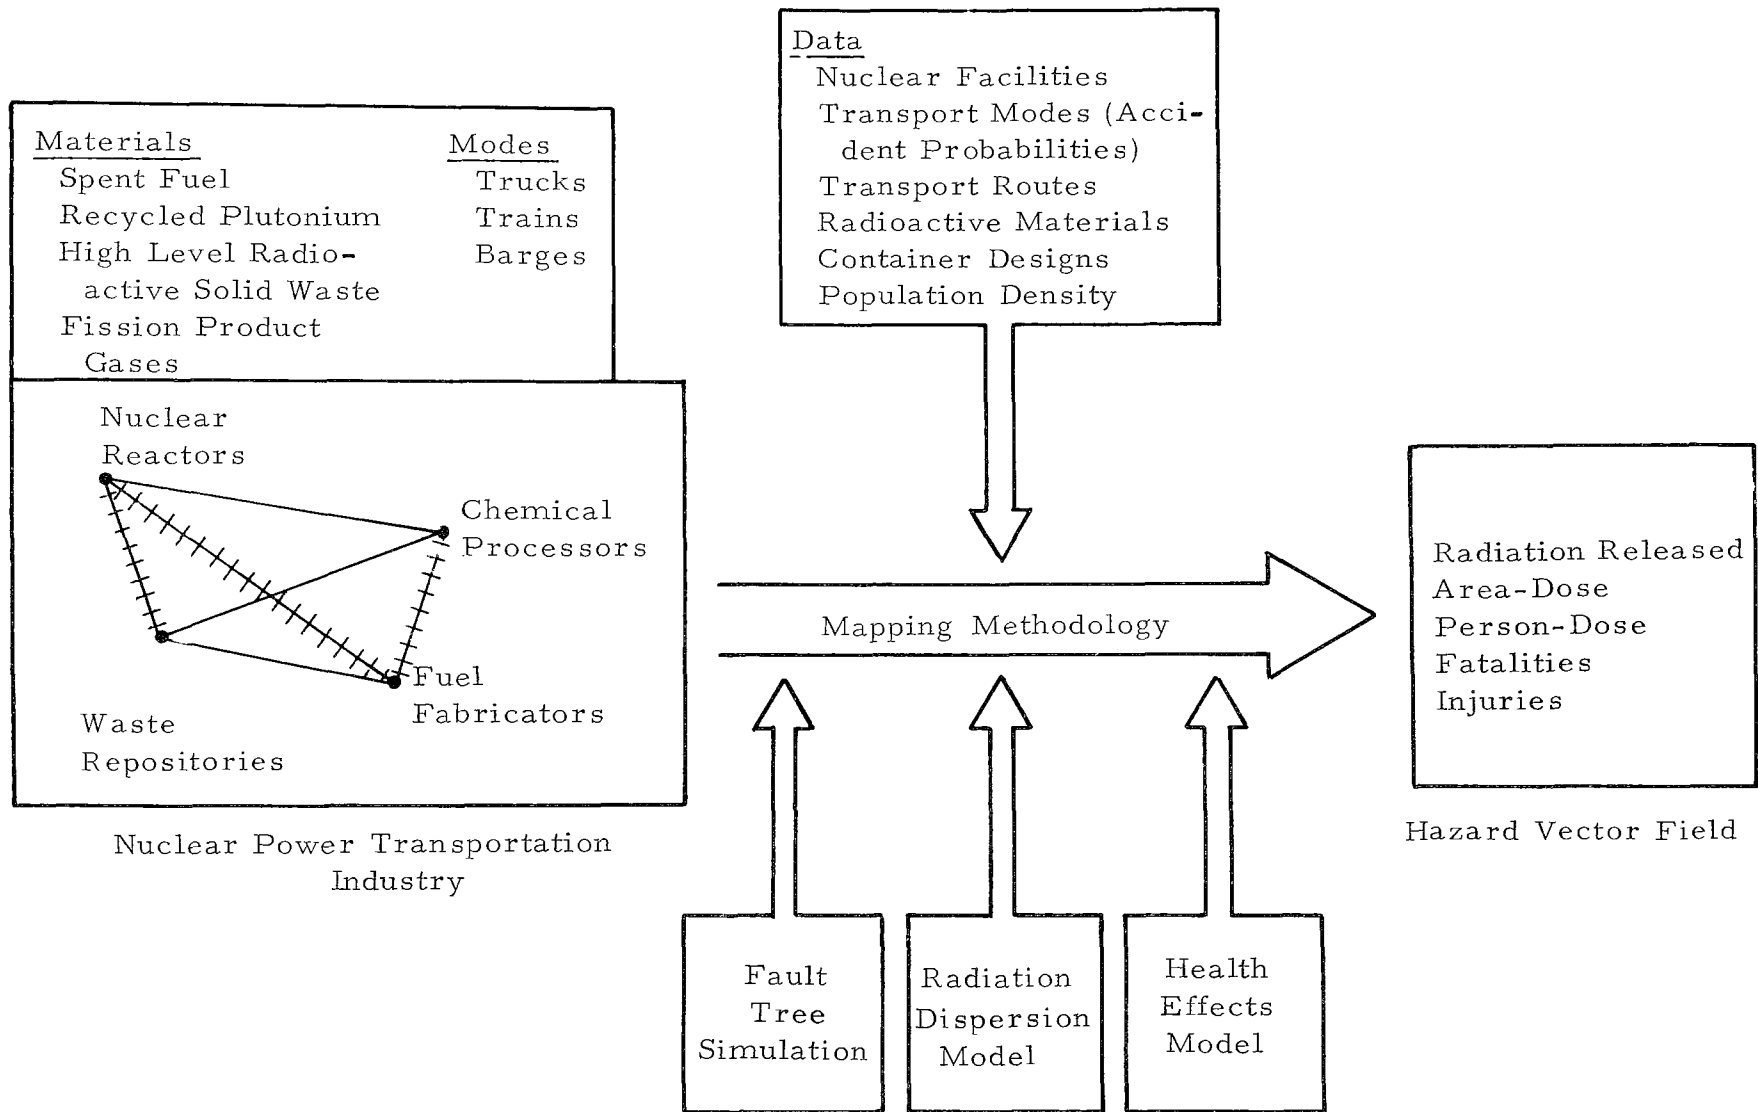 Data
Nuclear Facilities
Transport Modes (Acci-
dent Probabilities)
Transport Routes
Radioactive Materials
Container Designs
Population Density
Materials
Spent Fuel
Recycled Plutonium
High Level Radio-
active Solid Waste
Fission Product
Gases
Modes
Trucks
Trains
Barges
Nuclear
Reactors
Chemical
Processors
Fuel
Fabricators
Waste
Repositories
Nuclear Power Transportation
Industry
Mapping Methodology
Radiation Released
Area-Dose
Person-Dose
Fatalities
Injuries
Hazard Vector Field
Fault
Tree
Simulation
Radiation
Dispersion
Model
Health
Effects
Model